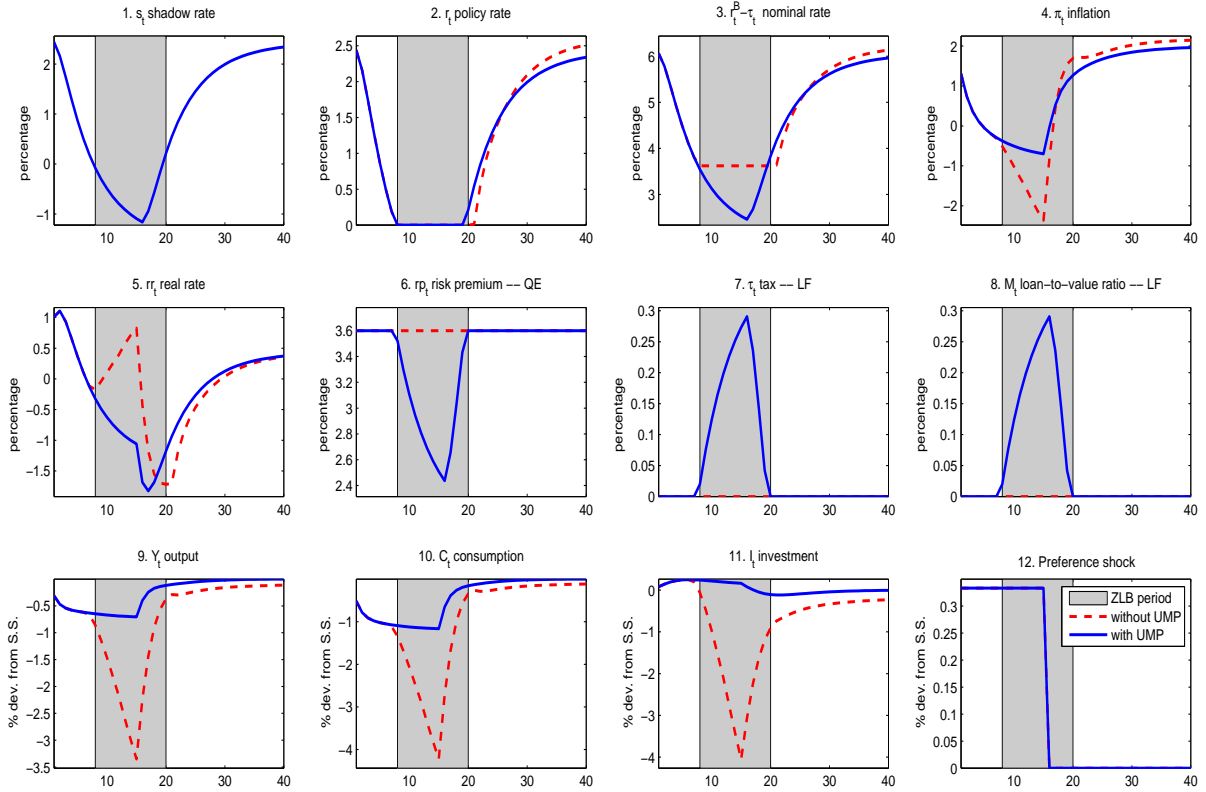 1. s_t shadow rate
percentage
2
1
0
−1
10 20 30 40
2. r_t policy rate
percentage
2.5
2
1.5
1
0.5
0
10 20 30 40
3. r_t^B−τ_t nominal rate
percentage
6
5
4
3
10 20 30 40
4. π_t inflation
percentage
2
1
0
−1
−2
10 20 30 40
5. rr_t real rate
percentage
1
0.5
0
−0.5
−1
−1.5
10 20 30 40
6. rp_t risk premium −− QE
percentage
3.6
3.4
3.2
3
2.8
2.6
2.4
10 20 30 40
7. τ_t tax −− LF
percentage
0.3
0.25
0.2
0.15
0.1
0.05
0
10 20 30 40
8. M_t loan−to−value ratio −− LF
percentage
0.3
0.25
0.2
0.15
0.1
0.05
0
10 20 30 40
9. Y_t output
% dev. from S.S.
−0.5
−1
−1.5
−2
−2.5
−3
−3.5
10 20 30 40
10. C_t consumption
% dev. from S.S.
−1
−2
−3
−4
10 20 30 40
11. I_t investment
% dev. from S.S.
0
−1
−2
−3
−4
10 20 30 40
12. Preference shock
% dev. from S.S.
0.3
0.25
0.2
0.15
0.1
0.05
0
10 20 30 40
ZLB period
without UMP
with UMP